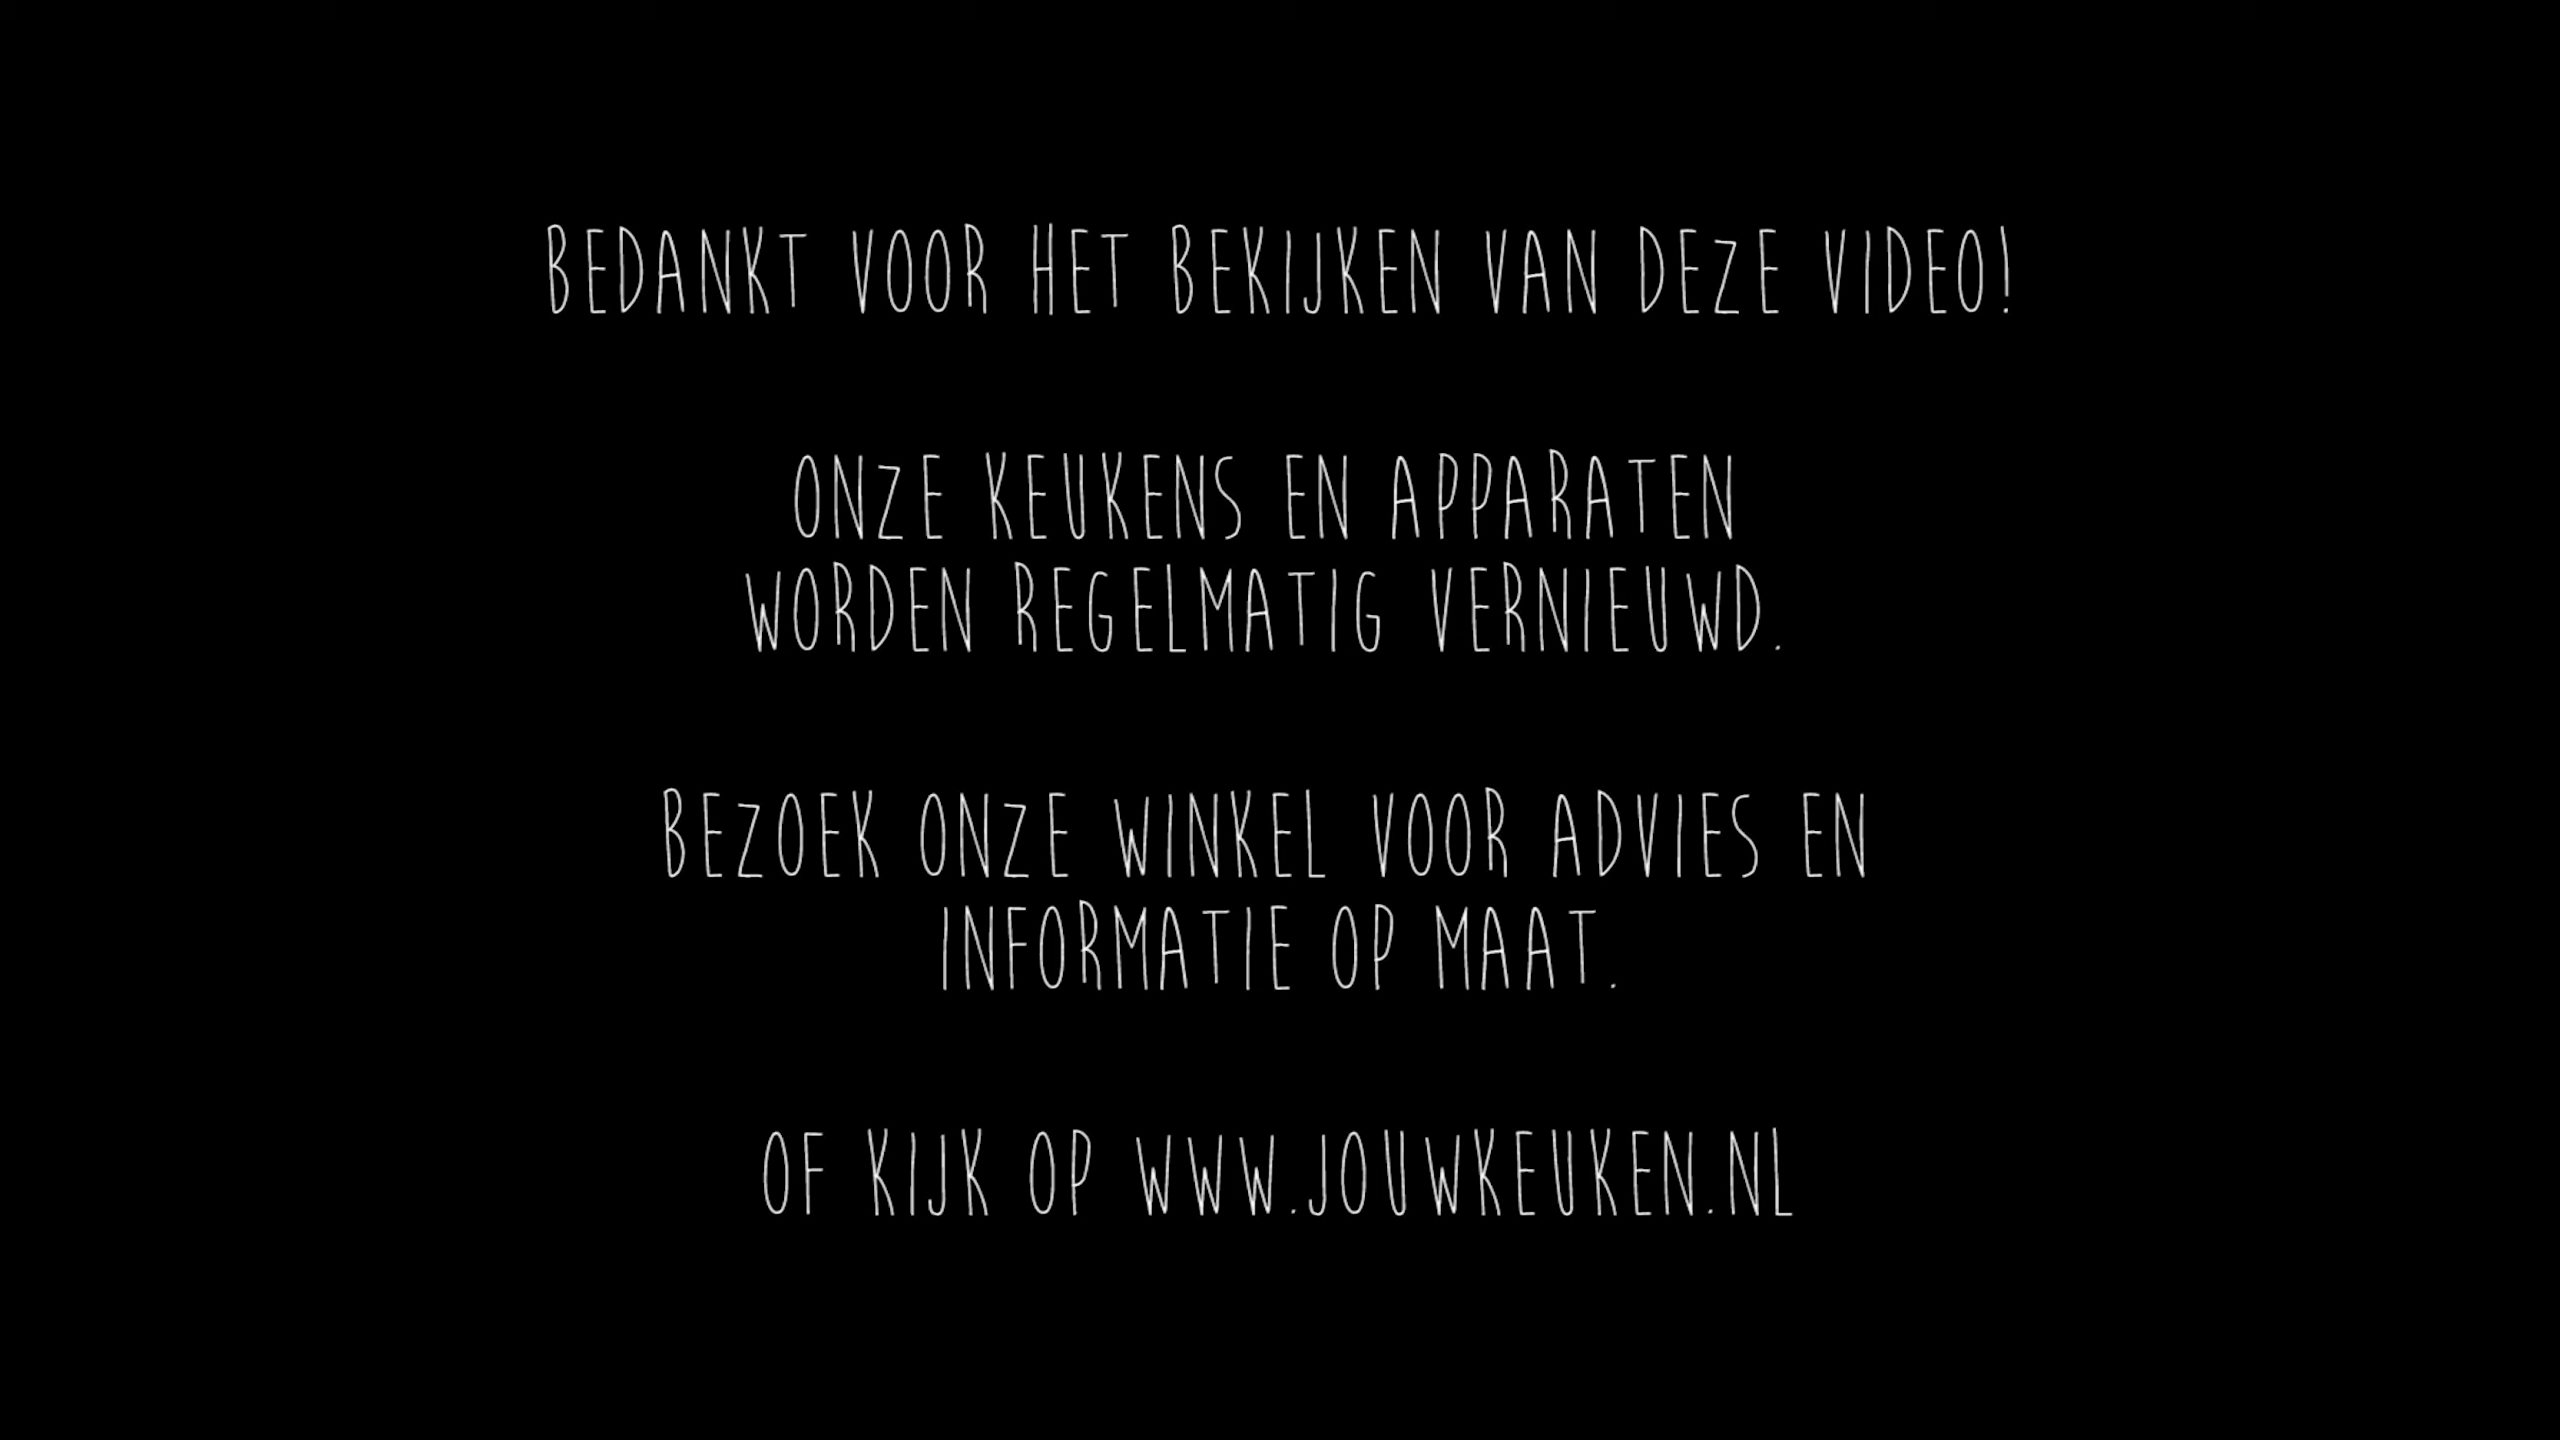 BEDANKT VOOR HET BEKIJKEN VAN DEZE VIDEO!
ONZE KEUKENS EN APPARATEN
WORDEN REGELMATIG VERNIEUWD.
BEZOEK ONZE WINKEL VOOR ADVIES EN
INFORMATIE OP MAAT.
OF KIJK OP WWW.JOUWKEUKEN.NL